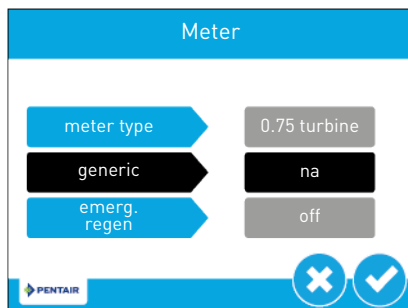 Meter
meter type 0.75 turbine
generic na
emerg.
regen off
PENTAIR